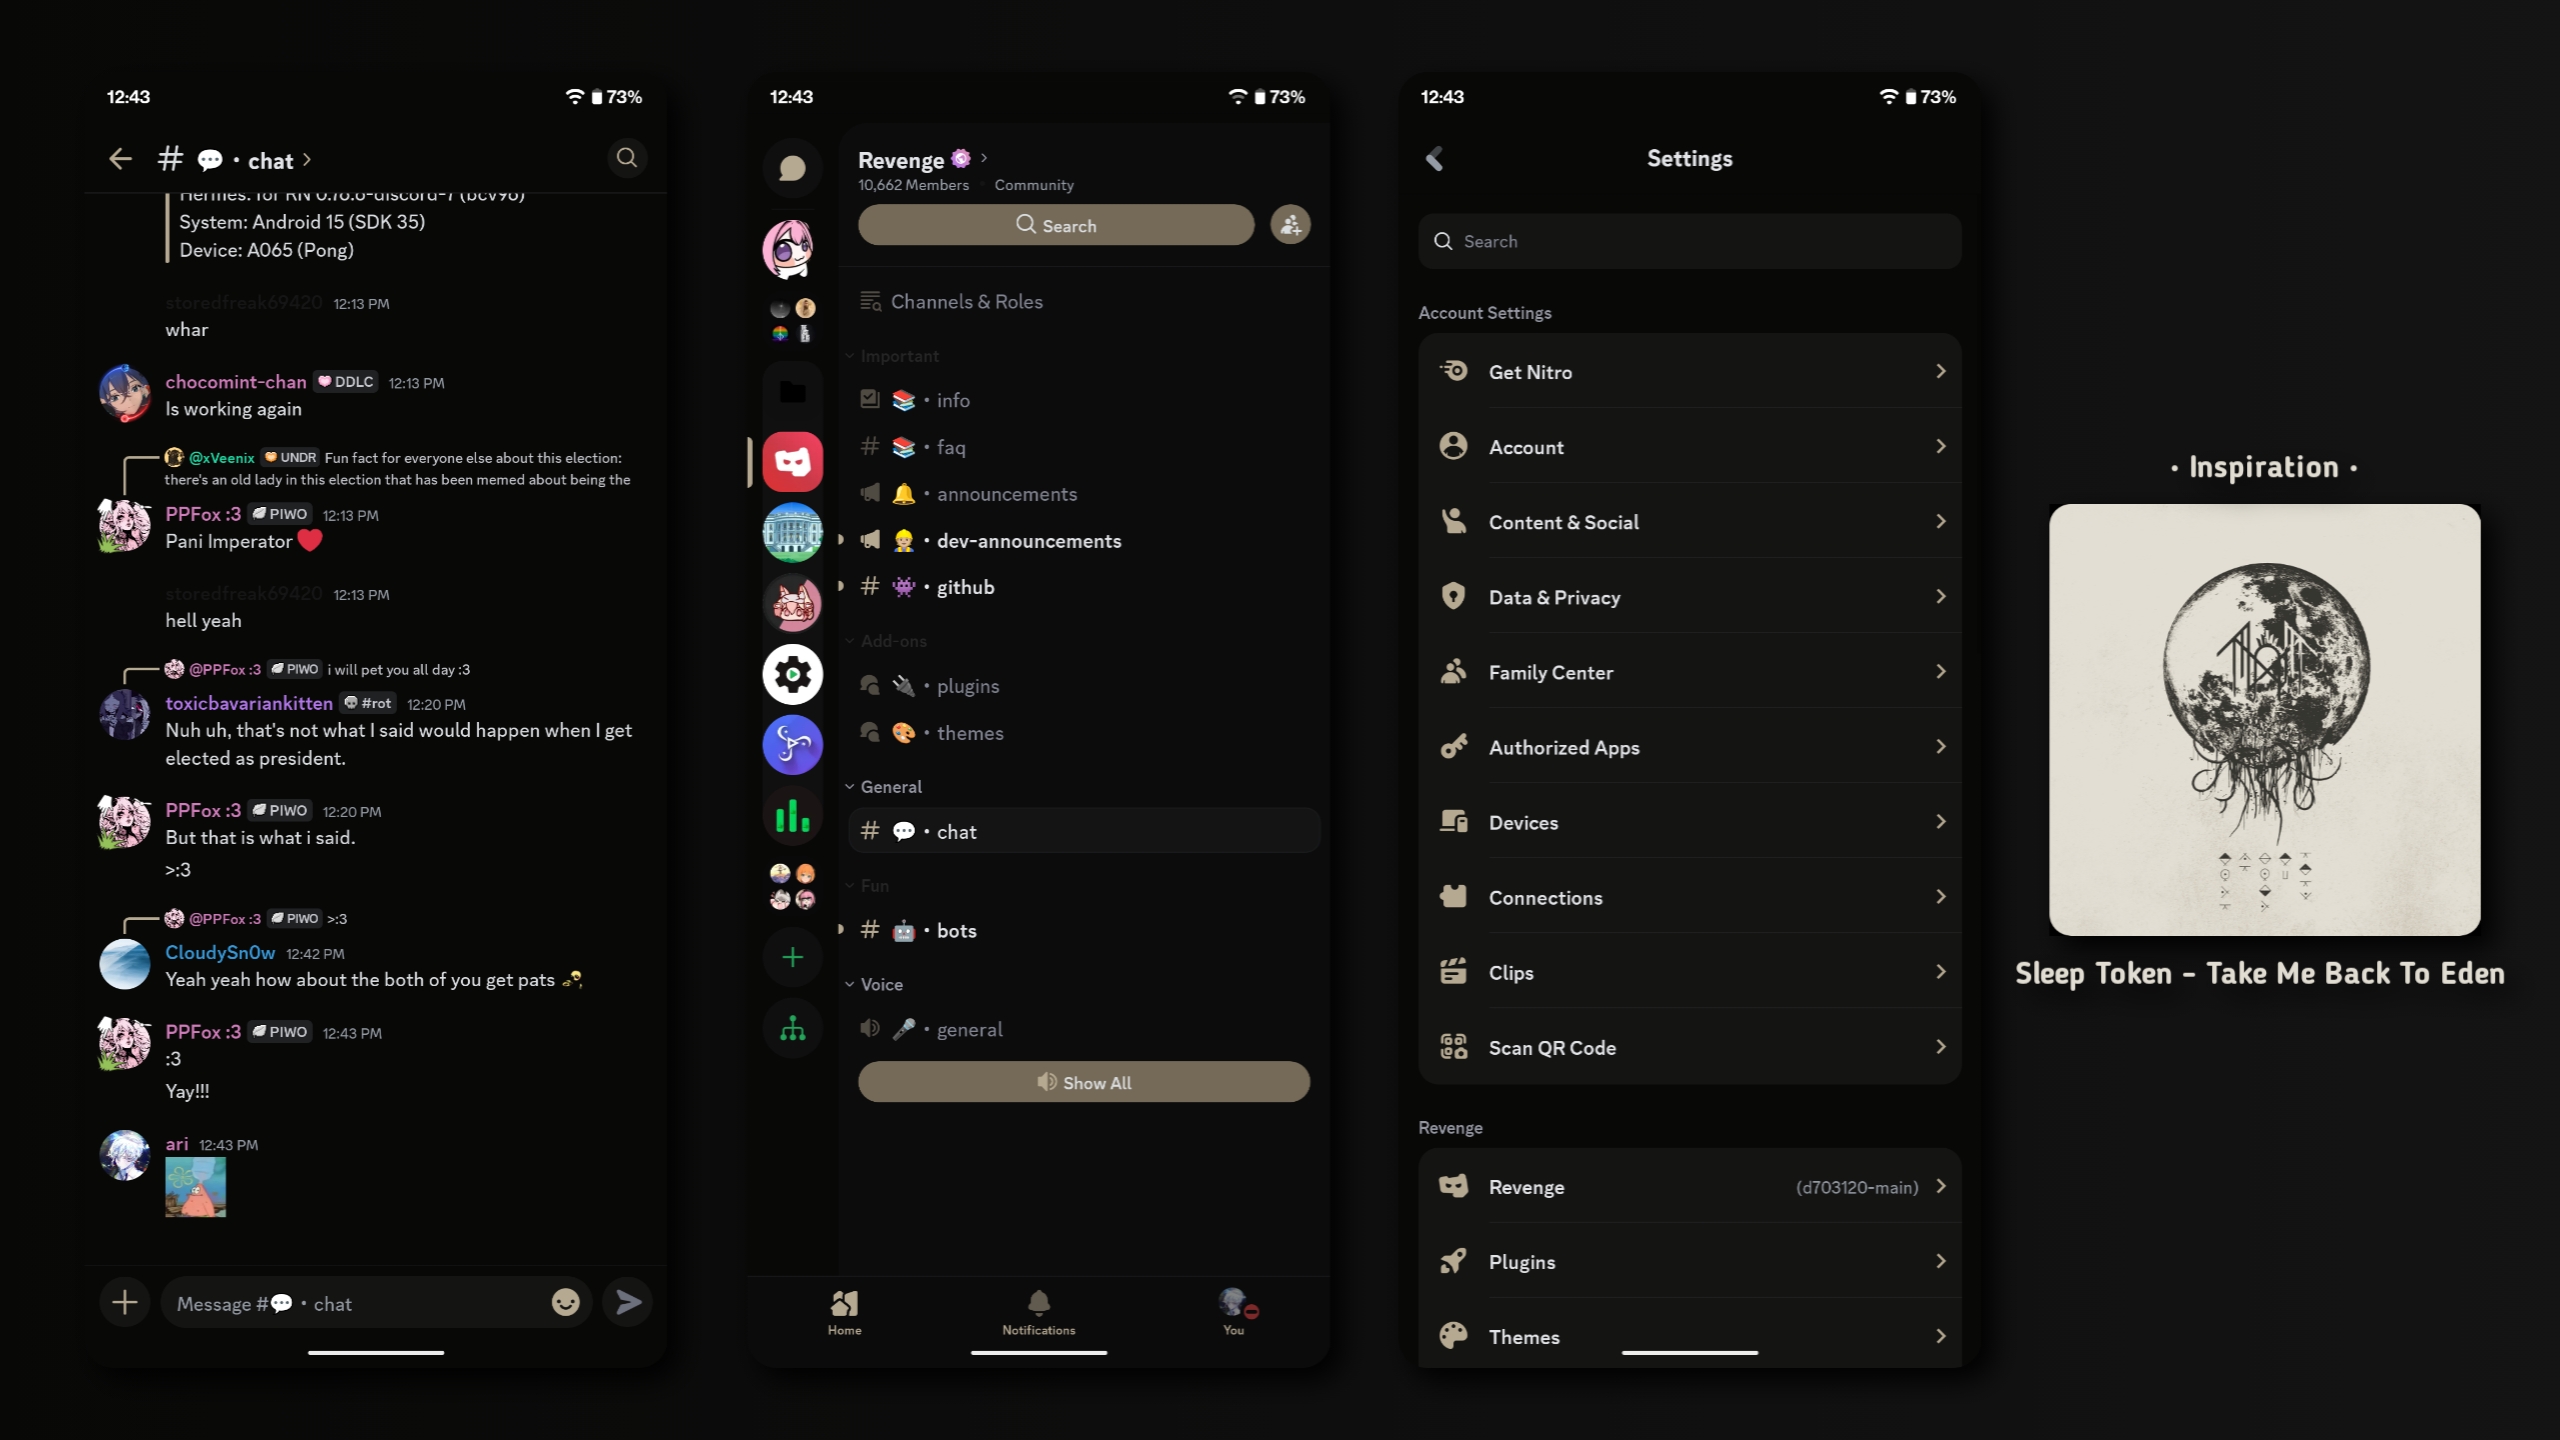 12:43
73%
# 💬 • chat
Hermes: for RN 0.76.6-discord-7 (bcv96)
System: Android 15 (SDK 35)
Device: A065 (Pong)
storedfreak69420 12:13 PM
whar
chocomint-chan DDLC 12:13 PM
Is working again
@xVeenix UNDR Fun fact for everyone else about this election:
there's an old lady in this election that has been memed about being the
PPFox :3 PIWO 12:13 PM
Pani Imperator ❤️
storedfreak69420 12:13 PM
hell yeah
@PPFox :3 PIWO i will pet you all day :3
toxicbavariankitten #rot 12:20 PM
Nuh uh, that's not what I said would happen when I get
elected as president.
PPFox :3 PIWO 12:20 PM
But that is what i said.
>:3
@PPFox :3 PIWO >:3
CloudySn0w 12:42 PM
Yeah yeah how about the both of you get pats
PPFox :3 PIWO 12:43 PM
:3
Yay!!!
ari 12:43 PM
Message #💬 • chat
12:43
73%
Revenge
10,662 Members Community
Search
Channels & Roles
Important
📚 • info
# 📚 • faq
🔔 • announcements
👷 • dev-announcements
# 👾 • github
Add-ons
🔌 • plugins
🎨 • themes
General
# 💬 • chat
Fun
# 🤖 • bots
Voice
🎤 • general
Show All
Home
Notifications
You
12:43
73%
Settings
Search
Account Settings
Get Nitro
Account
Content & Social
Data & Privacy
Family Center
Authorized Apps
Devices
Connections
Clips
Scan QR Code
Revenge
Revenge (d703120-main)
Plugins
Themes
• Inspiration •
Sleep Token - Take Me Back To Eden